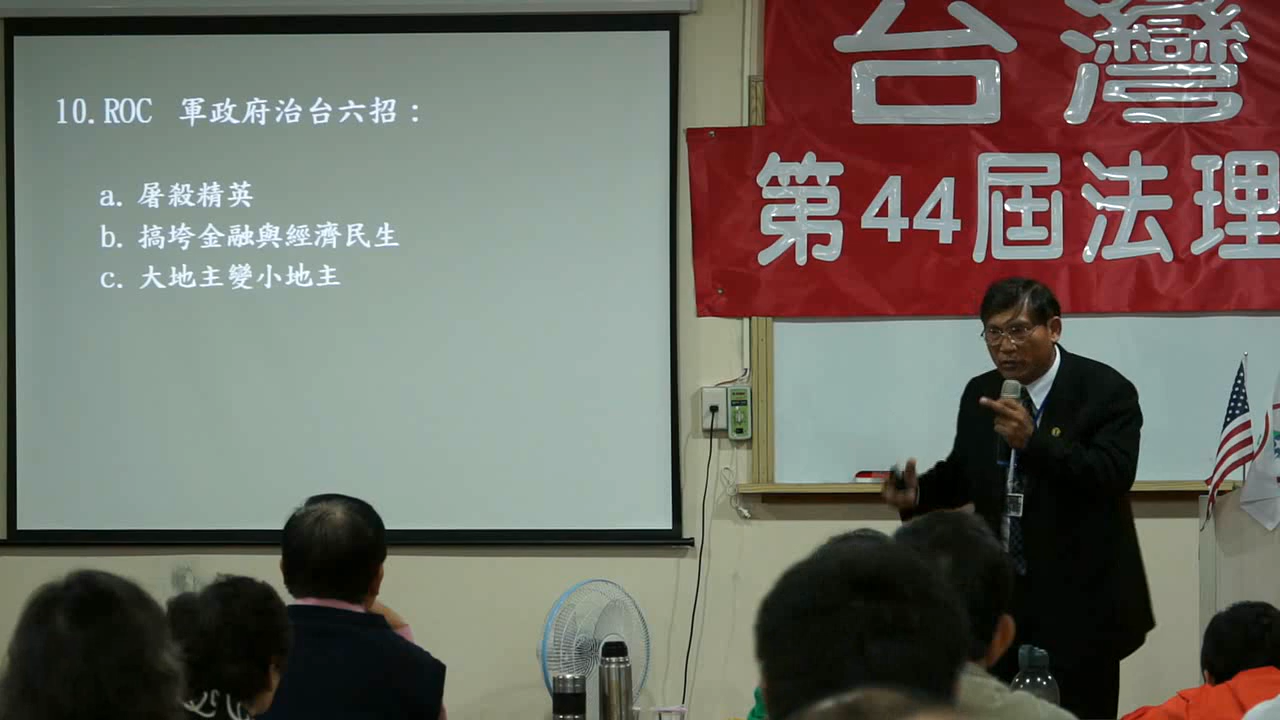 10. ROC 軍政府治台六招：
a. 屠殺精英
b. 搞垮金融與經濟民生
c. 大地主變小地主
台灣
第44屆法理